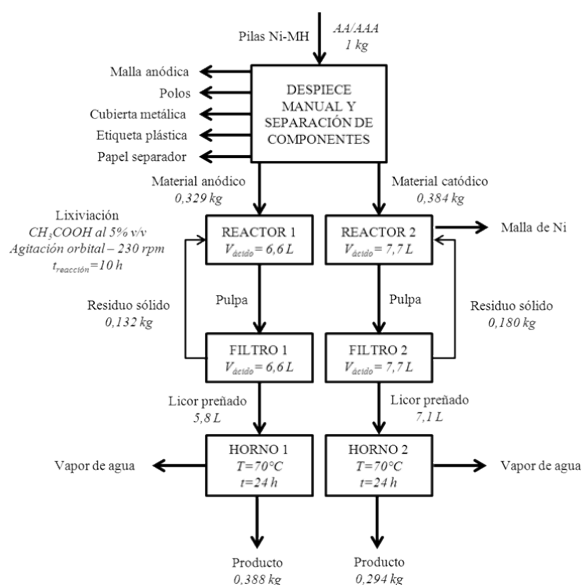 Pilas Ni-MH
AA/AAA
1 kg
Malla anódica
Polos
Cubierta metálica
Etiqueta plástica
Papel separador
DESPIECE
MANUAL Y
SEPARACIÓN DE
COMPONENTES
Material anódico
0,329 kg
Material catódico
0,384 kg
Lixiviación
CH₃COOH al 5% v/v
Agitación orbital – 230 rpm
t_reacción=10 h
REACTOR 1
V_ácido= 6,6 L
REACTOR 2
V_ácido= 7,7 L
Malla de Ni
Residuo sólido
0,132 kg
Pulpa
Pulpa
Residuo sólido
0,180 kg
FILTRO 1
V_ácido= 6,6 L
FILTRO 2
V_ácido= 7,7 L
Licor preñado
5,8 L
Licor preñado
7,1 L
Vapor de agua
HORNO 1
T=70°C
t=24 h
HORNO 2
T=70°C
t=24 h
Vapor de agua
Producto
0,388 kg
Producto
0,294 kg